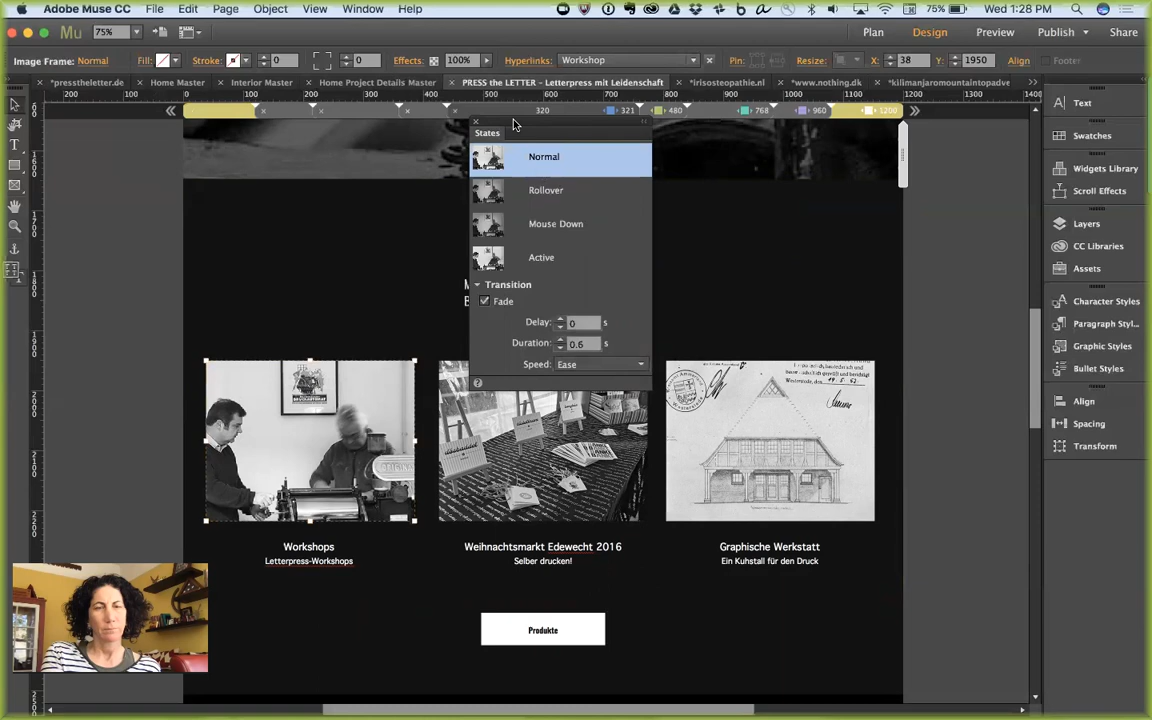 Adobe Muse CC File Edit Page Object View Window Help 75% Wed 1:28 PM
Mu 75% Plan Design Preview Publish Share
Image Frame: Normal Fill: Stroke: 0 0 Effects: 100% Hyperlinks: Workshop Pin: Resize: X: 38 Y: 1950 Align Footer
*presstheletter.de Home Master Interior Master Home Project Details Master PRESS the LETTER - Letterpress mit Leidenschaft *irisosteopathie.nl *www.nothing.dk *kilimanjaromountaintopadve
200 100 0 100 200 300 400 500 600 700 800 900 1000 1100 1200 1300 1400
320 321 480 768 960 1200
States
Normal
Rollover
Mouse Down
Active
Transition
Fade
Delay: 0 s
Duration: 0.6 s
Speed: Ease
Text
Swatches
Widgets Library
Scroll Effects
Layers
CC Libraries
Assets
Character Styles
Paragraph Styl...
Graphic Styles
Bullet Styles
Align
Spacing
Transform
Workshops
Letterpress-Workshops
Weihnachtsmarkt Edewecht 2016
Selber drucken!
Graphische Werkstatt
Ein Kuhstall für den Druck
Produkte